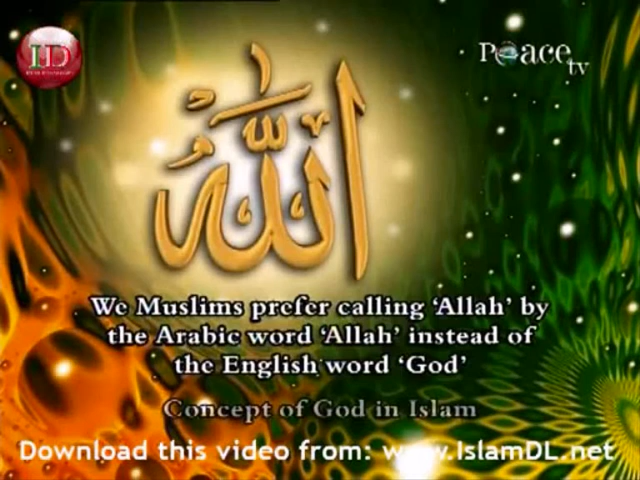 ID
Peace tv
الله
We Muslims prefer calling ‘Allah’ by
the Arabic word ‘Allah’ instead of
the English word ‘God’
Concept of God in Islam
Download this video from: www.IslamDL.net